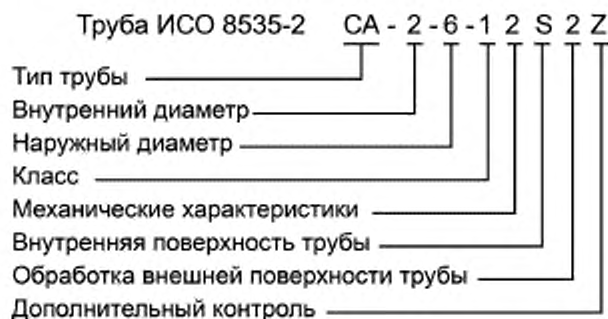 Труба ИСО 8535-2 CA - 2 - 6 - 1 2 S 2 Z
Тип трубы
Внутренний диаметр
Наружный диаметр
Класс
Механические характеристики
Внутренняя поверхность трубы
Обработка внешней поверхности трубы
Дополнительный контроль